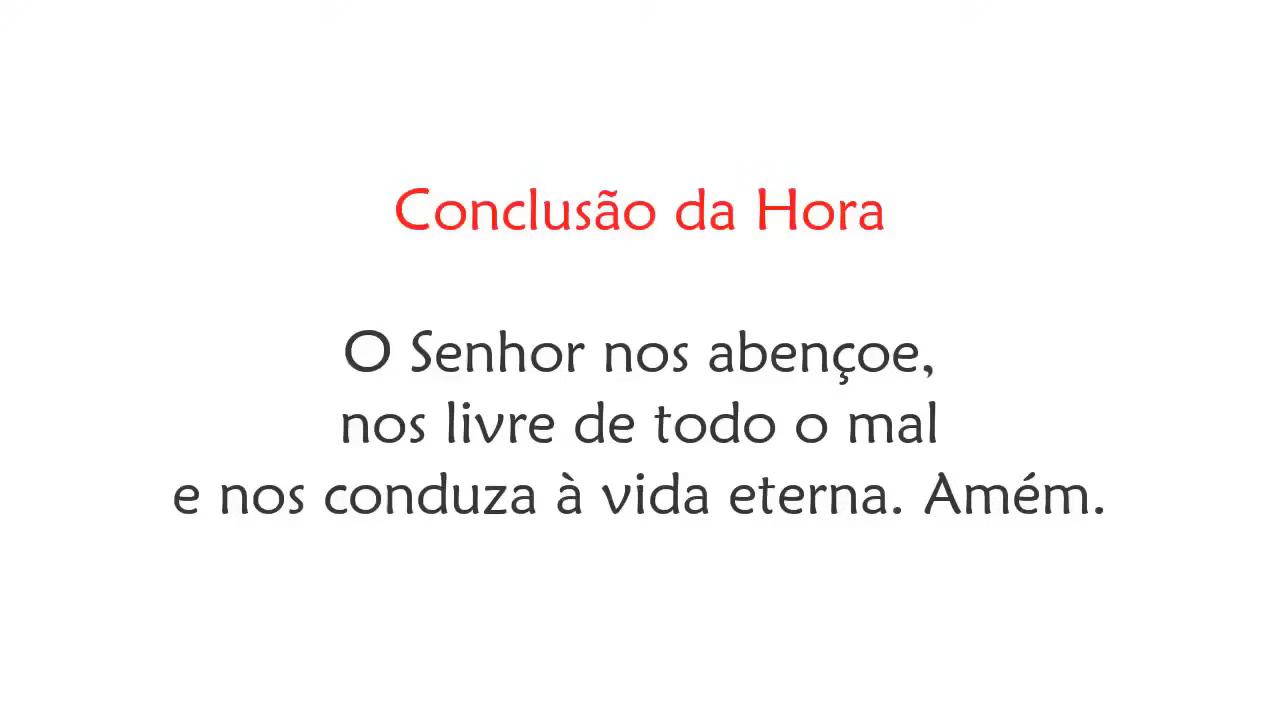 Conclusão da Hora
O Senhor nos abençoe,
nos livre de todo o mal
e nos conduza à vida eterna. Amém.